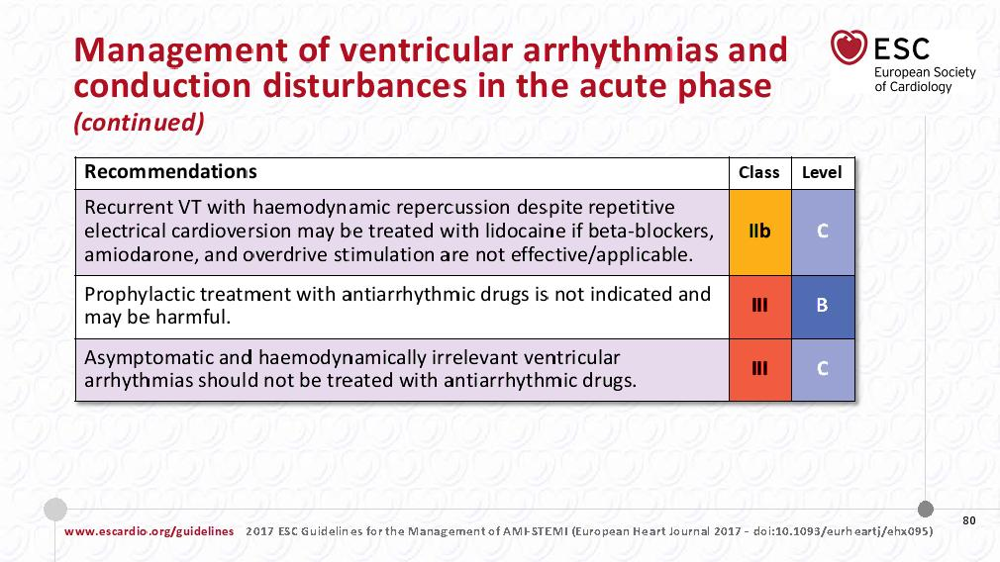 Management of ventricular arrhythmias and
conduction disturbances in the acute phase
(continued)
ESC
European Society
of Cardiology
Recommendations Class Level
Recurrent VT with haemodynamic repercussion despite repetitive
electrical cardioversion may be treated with lidocaine if beta-blockers,
amiodarone, and overdrive stimulation are not effective/applicable.
IIb C
Prophylactic treatment with antiarrhythmic drugs is not indicated and
may be harmful.
III B
Asymptomatic and haemodynamically irrelevant ventricular
arrhythmias should not be treated with antiarrhythmic drugs.
III C
www.escardio.org/guidelines 2017 ESC Guidelines for the Management of AMI-STEMI (European Heart Journal 2017 - doi:10.1093/eurheartj/ehx095)
80